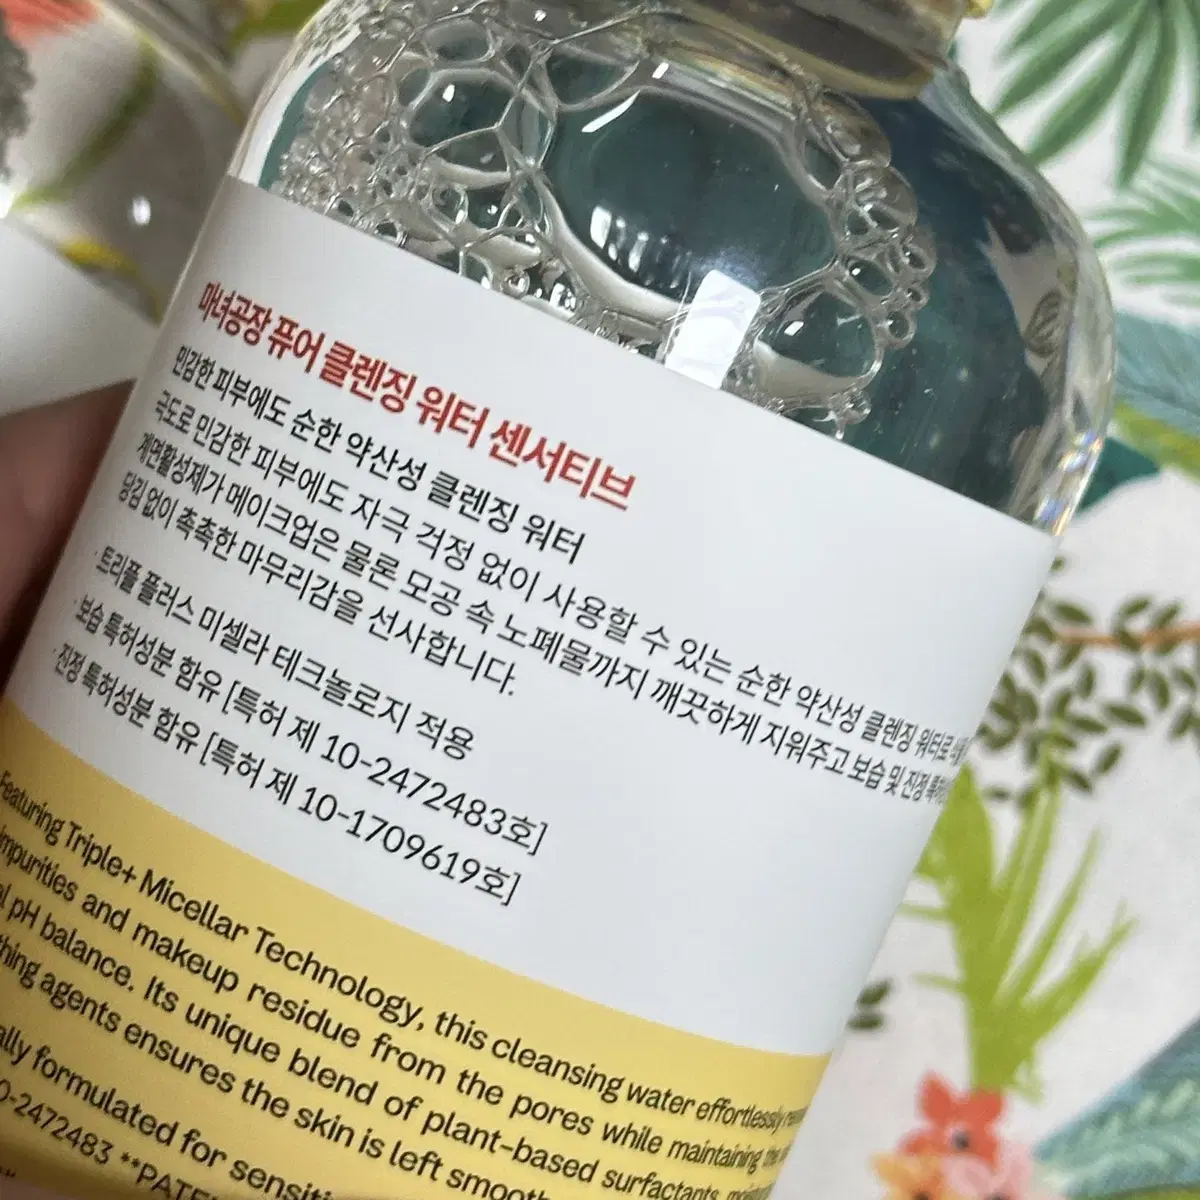 마녀공장 퓨어 클렌징 워터 센서티브
민감한 피부에도 순한 약산성 클렌징 워터
극도로 민감한 피부에도 자극 걱정 없이 사용할 수 있는 순한 약산성 클렌징 워터로
계면활성제가 메이크업은 물론 모공 속 노폐물까지 깨끗하게 지워주고 보습 및 진정
당김 없이 촉촉한 마무리감을 선사합니다.
· 트리플 플러스 미셀라 테크놀로지 적용
· 보습 특허성분 함유 [특허 제 10-2472483호]
· 진정 특허성분 함유 [특허 제 10-1709619호]
Featuring Triple+ Micellar Technology, this cleansing water effortlessly
impurities and makeup residue from the pores while maintaining the
pH balance. Its unique blend of plant-based surfactants,
agents ensures the skin is left
formulated for
0-2472483